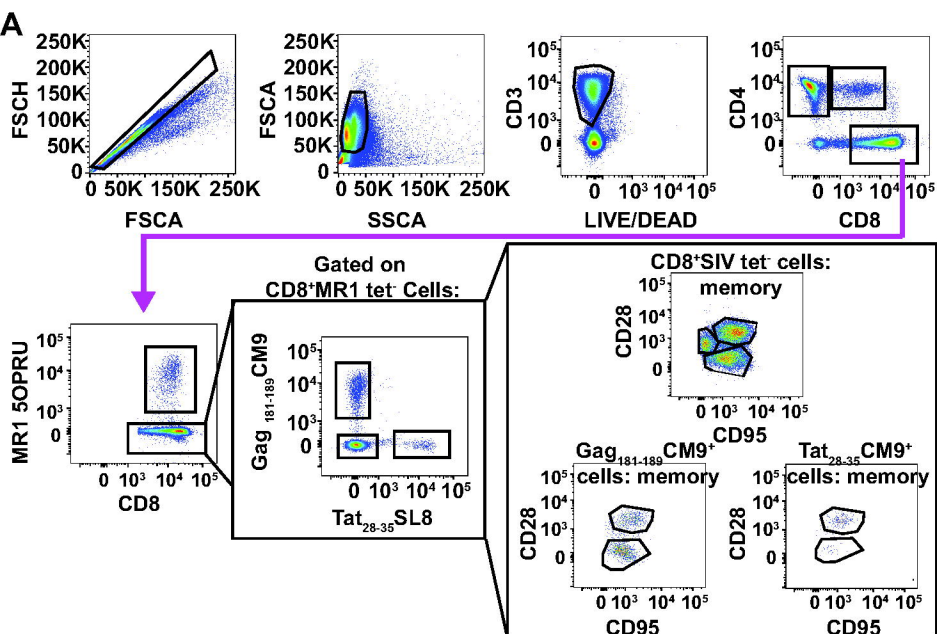 A
FSCH
250K
200K
150K
100K
50K
0
0 50K 150K 250K
FSCA
FSCA
250K
200K
150K
100K
50K
0
0 50K 150K 250K
SSCA
CD3
10⁵
10⁴
10³
0
0 10³ 10⁴ 10⁵
LIVE/DEAD
CD4
10⁵
10⁴
10³
0
0 10³ 10⁴ 10⁵
CD8
MR1 5OPRU
10⁵
10⁴
10³
0
0 10³ 10⁴ 10⁵
CD8
Gated on
CD8⁺MR1 tet⁻ Cells:
Gag ₁₈₁₋₁₈₉CM9
10⁵
10⁴
10³
0
0 10³ 10⁴ 10⁵
Tat₂₈₋₃₅SL8
CD8⁺SIV tet⁻ cells:
memory
CD28
10⁵
10⁴
10³
0
0 10³ 10⁴ 10⁵
CD95
Gag₁₈₁₋₁₈₉CM9⁺
cells: memory
CD28
10⁵
10⁴
10³
0
0 10³ 10⁴ 10⁵
CD95
Tat₂₈₋₃₅CM9⁺
cells: memory
CD28
10⁵
10⁴
10³
0
0 10³ 10⁴ 10⁵
CD95